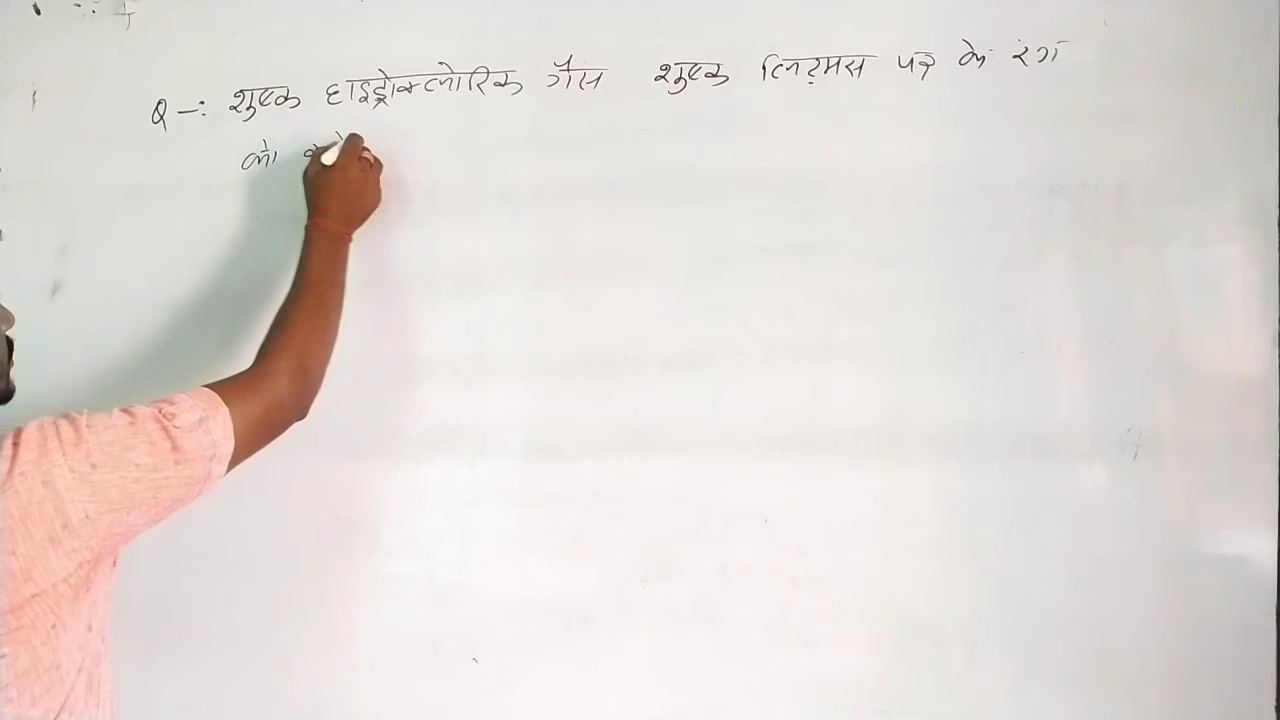 Q -: शुष्क हाइड्रोक्लोरिक गैस शुष्क लिट्मस पत्र के रंग
को